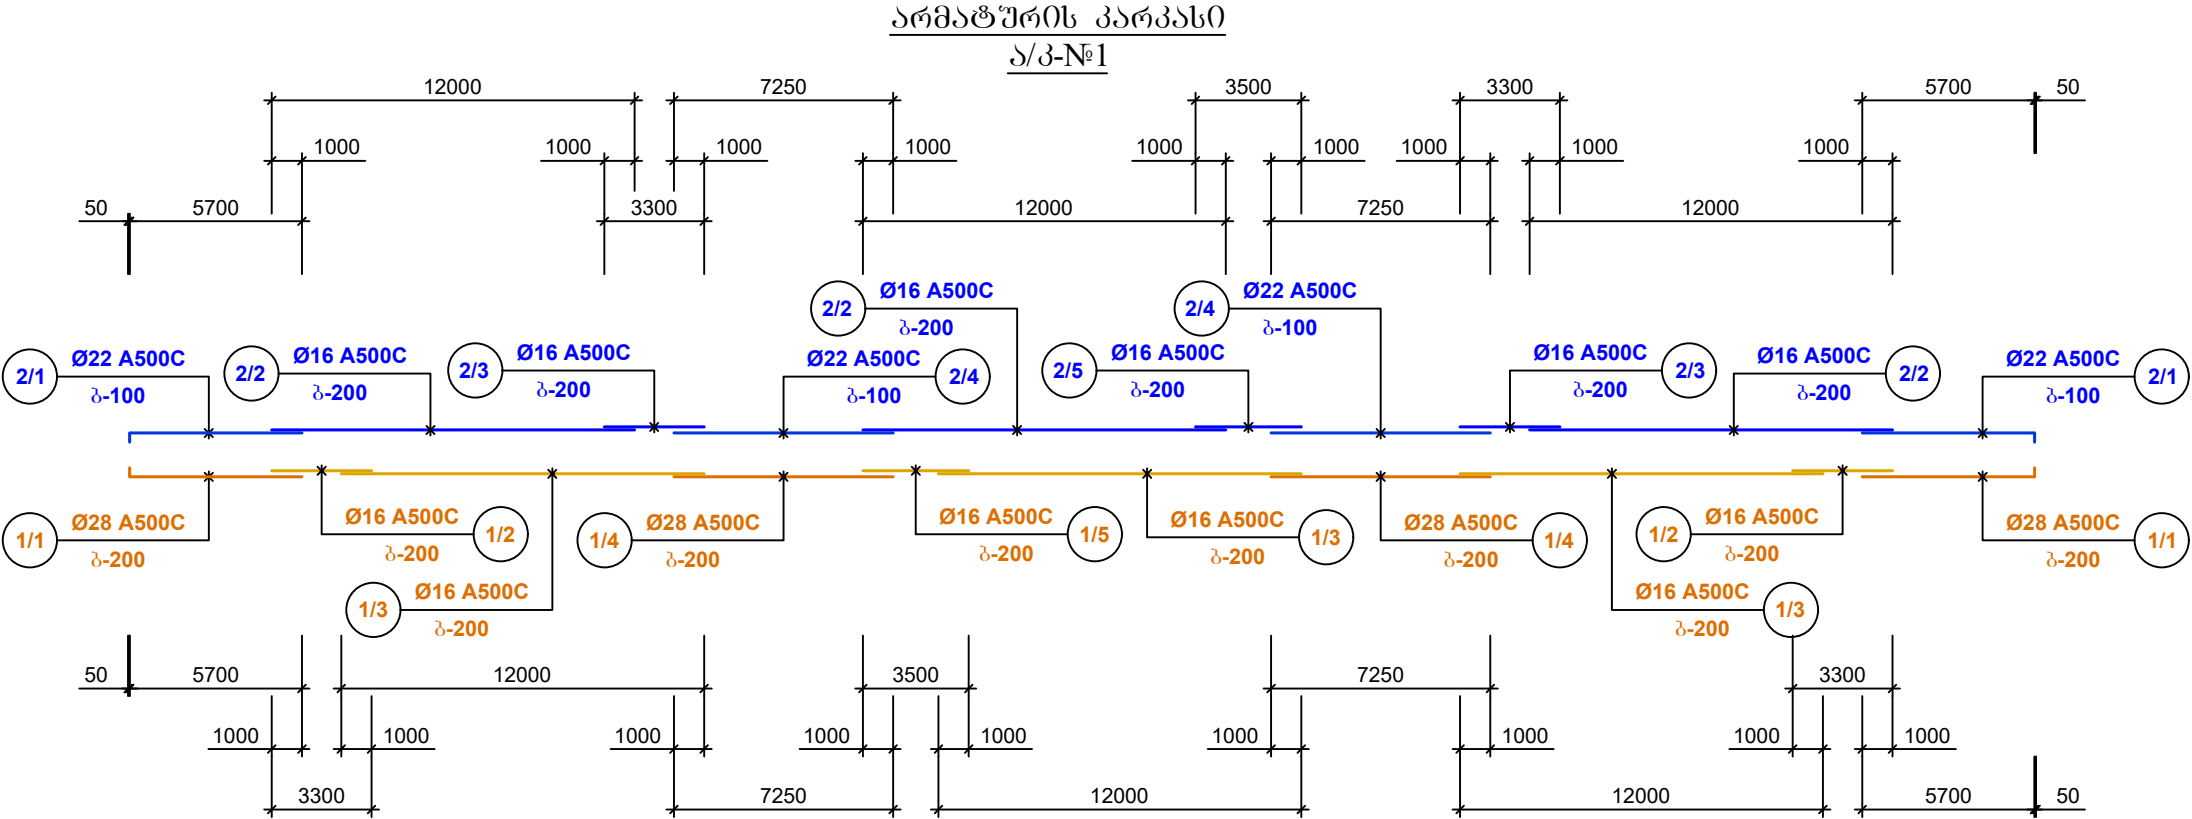 არმატურის კარკასი
ა/კ-№1
12000 7250 3500 3300 5700 50
1000 1000 1000 1000 1000 1000 1000 1000 1000
50 5700 3300 12000 7250 12000
2/2 Ø16 A500C 2/4 Ø22 A500C
ბ-200 ბ-100
2/1 Ø22 A500C 2/2 Ø16 A500C 2/3 Ø16 A500C Ø22 A500C 2/4 2/5 Ø16 A500C Ø16 A500C 2/3 Ø16 A500C 2/2 Ø22 A500C 2/1
ბ-100 ბ-200 ბ-200 ბ-100 ბ-200 ბ-200 ბ-200 ბ-100
1/1 Ø28 A500C Ø16 A500C 1/2 1/4 Ø28 A500C Ø16 A500C 1/5 Ø16 A500C 1/3 Ø28 A500C 1/4 1/2 Ø16 A500C Ø28 A500C 1/1
ბ-200 ბ-200 ბ-200 ბ-200 ბ-200 ბ-200 ბ-200 ბ-200
1/3 Ø16 A500C Ø16 A500C 1/3
ბ-200 ბ-200
50 5700 12000 3500 7250 3300
1000 1000 1000 1000 1000 1000 1000 1000 1000
3300 7250 12000 12000 5700 50